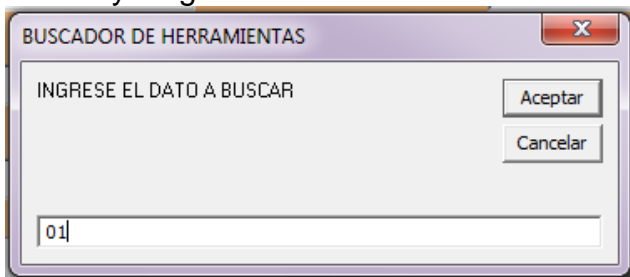 BUSCADOR DE HERRAMIENTAS
INGRESE EL DATO A BUSCAR
Aceptar
Cancelar
01